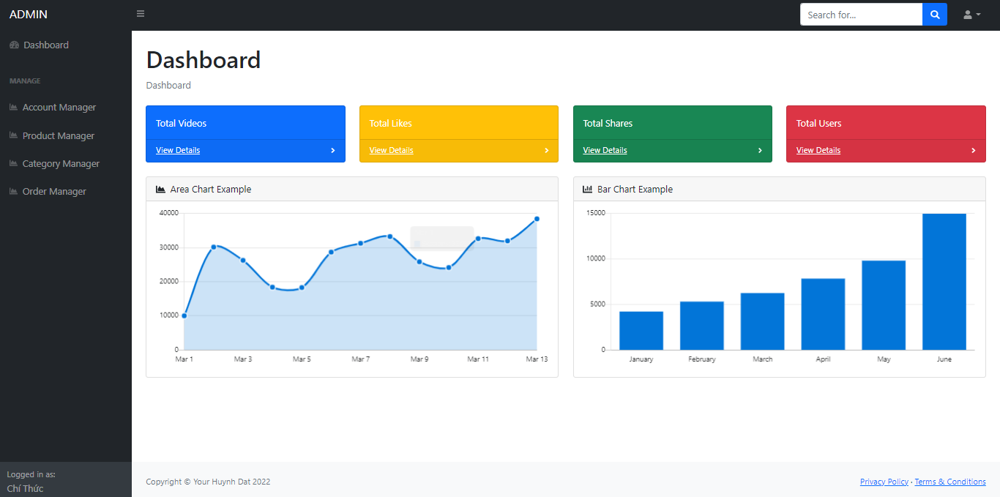 ADMIN
Search for...
Dashboard
MANAGE
Account Manager
Product Manager
Category Manager
Order Manager
Logged in as:
Chí Thức
Dashboard
Dashboard
Total Videos
View Details
Total Likes
View Details
Total Shares
View Details
Total Users
View Details
Area Chart Example
40000
30000
20000
10000
0
Mar 1 Mar 3 Mar 5 Mar 7 Mar 9 Mar 11 Mar 13
Bar Chart Example
15000
10000
5000
0
January February March April May June
Copyright © Your Huynh Dat 2022
Privacy Policy · Terms & Conditions